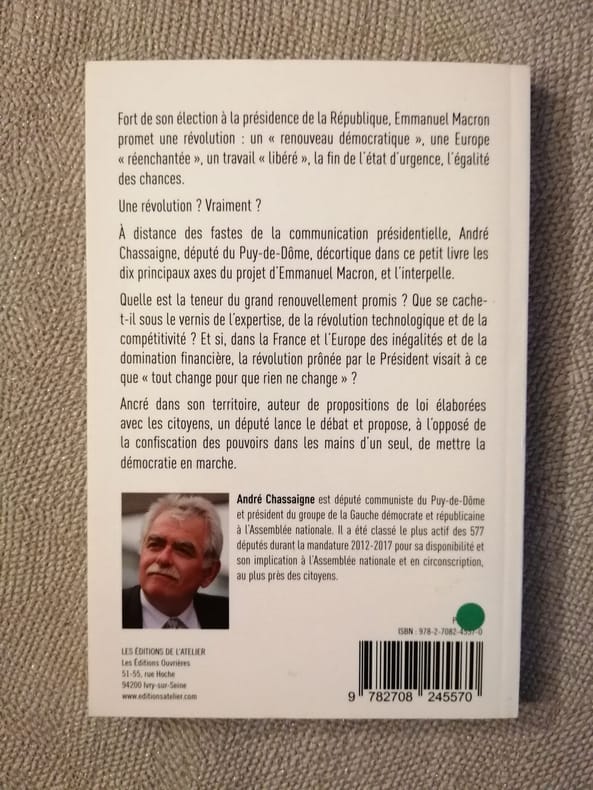 Fort de son élection à la présidence de la République, Emmanuel Macron
promet une révolution : un « renouveau démocratique », une Europe
« réenchantée », un travail « libéré », la fin de l'état d'urgence, l'égalité
des chances.
Une révolution ? Vraiment ?
À distance des fastes de la communication présidentielle, André
Chassaigne, député du Puy-de-Dôme, décortique dans ce petit livre les
dix principaux axes du projet d'Emmanuel Macron, et l'interpelle.
Quelle est la teneur du grand renouvellement promis ? Que se cache-
t-il sous le vernis de l'expertise, de la révolution technologique et de la
compétitivité ? Et si, dans la France et l'Europe des inégalités et de la
domination financière, la révolution prônée par le Président visait à ce
que « tout change pour que rien ne change » ?
Ancré dans son territoire, auteur de propositions de loi élaborées
avec les citoyens, un député lance le débat et propose, à l'opposé de
la confiscation des pouvoirs dans les mains d'un seul, de mettre la
démocratie en marche.
André Chassaigne est député communiste du Puy-de-Dôme
et président du groupe de la Gauche démocrate et républicaine
à l'Assemblée nationale. Il a été classé le plus actif des 577
députés durant la mandature 2012-2017 pour sa disponibilité et
son implication à l'Assemblée nationale et en circonscription,
au plus près des citoyens.
ISBN : 978-2-7082-4557-0
LES ÉDITIONS DE L'ATELIER
Les Éditions Ouvrières
51-55, rue Hoche
94200 Ivry-sur-Seine
www.editionsatelier.com
9 782708 245570